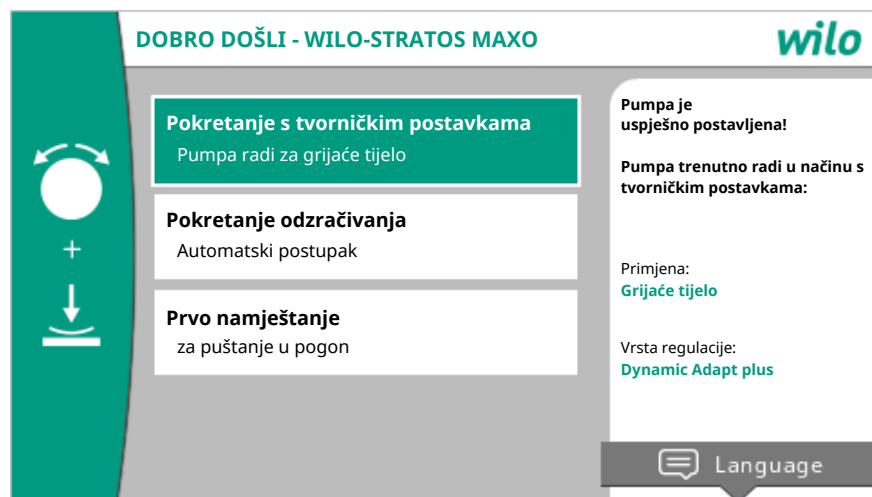 DOBRO DOŠLI - WILO-STRATOS MAXO
wilo
Pokretanje s tvorničkim postavkama
Pumpa radi za grijaće tijelo
Pokretanje odzračivanja
Automatski postupak
Prvo namještanje
za puštanje u pogon
+
Pumpa je
uspješno postavljena!
Pumpa trenutno radi u načinu s
tvorničkim postavkama:
Primjena:
Grijaće tijelo
Vrsta regulacije:
Dynamic Adapt plus
Language